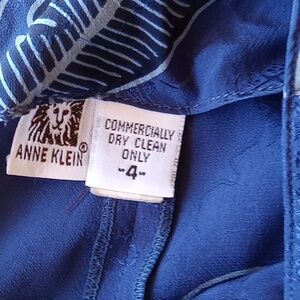 ANNE KLEIN®
COMMERCIALLY
DRY CLEAN
ONLY
-4-